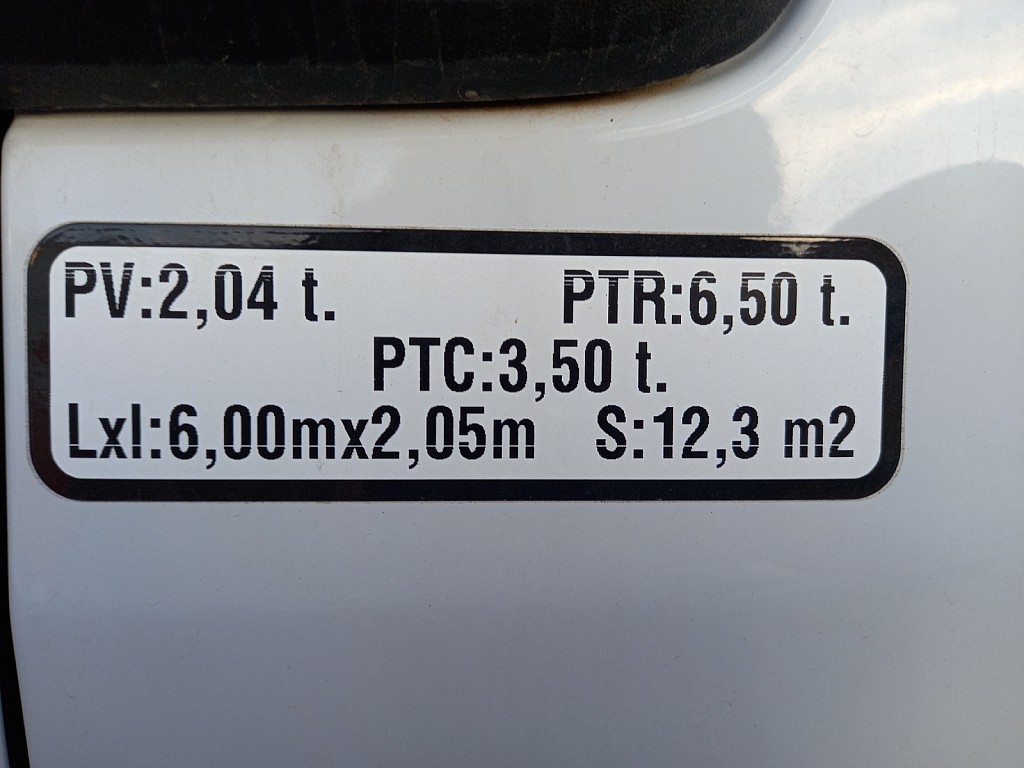 PV:2,04 t. PTR:6,50 t.
PTC:3,50 t.
Lxl:6,00mx2,05m S:12,3 m2